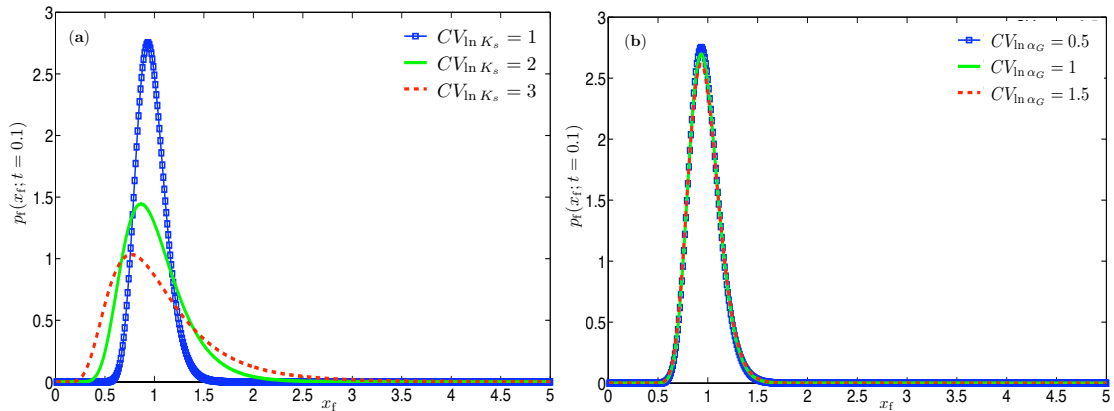 (a)
CV_{ln K_s} = 1
CV_{ln K_s} = 2
CV_{ln K_s} = 3
p_f(x_f; t = 0.1)
3
2.5
2
1.5
1
0.5
0
0 0.5 1 1.5 2 2.5 3 3.5 4 4.5 5
x_f
(b)
CV_{ln α_G} = 0.5
CV_{ln α_G} = 1
CV_{ln α_G} = 1.5
p_f(x_f; t = 0.1)
3
2.5
2
1.5
1
0.5
0
0 0.5 1 1.5 2 2.5 3 3.5 4 4.5 5
x_f